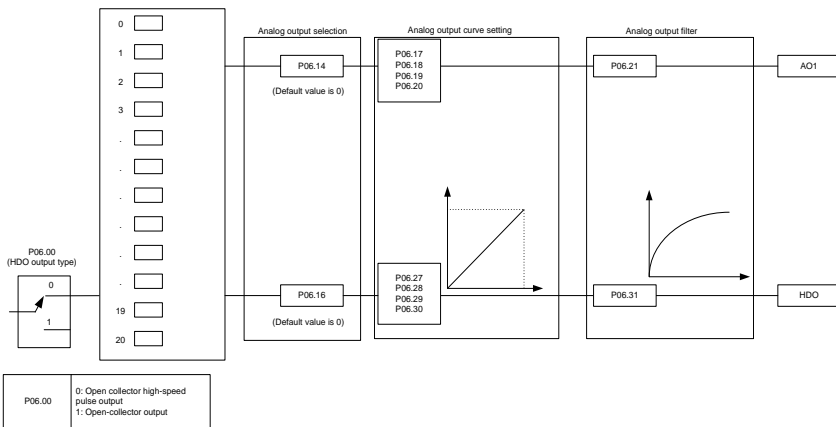 0
1
2
3
.
.
.
.
.
.
19
20
P06.00
(HDO output type)
0
1
Analog output selection
P06.14
(Default value is 0)
P06.16
(Default value is 0)
Analog output curve setting
P06.17
P06.18
P06.19
P06.20
P06.27
P06.28
P06.29
P06.30
Analog output filter
P06.21
P06.31
AO1
HDO
P06.00
0: Open collector high-speed
pulse output
1: Open-collector output